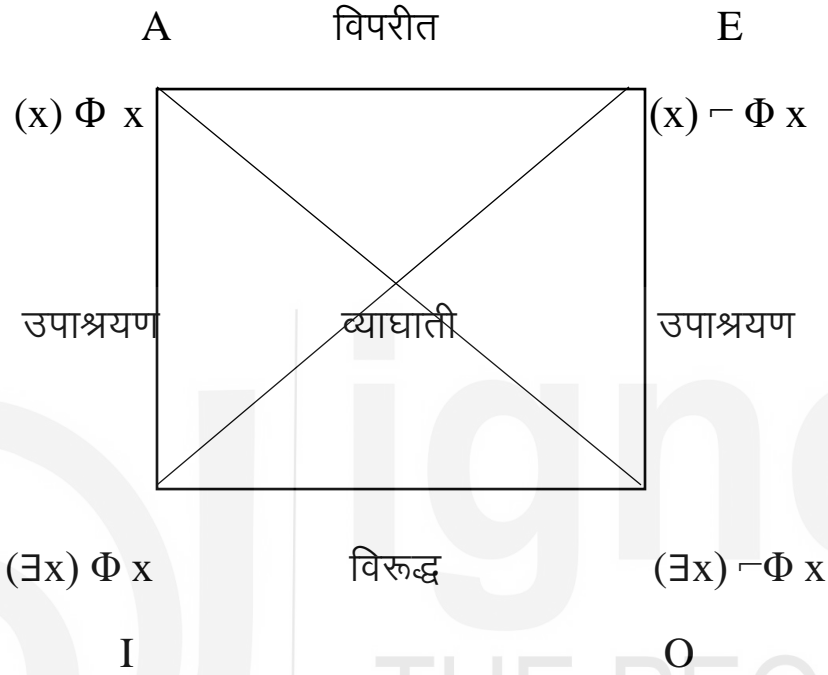 A विपरीत E
(x) Φ x (x) ¬ Φ x
उपाश्रयण व्याघाती उपाश्रयण
(∃x) Φ x विरूद्ध (∃x) ¬Φ x
I O